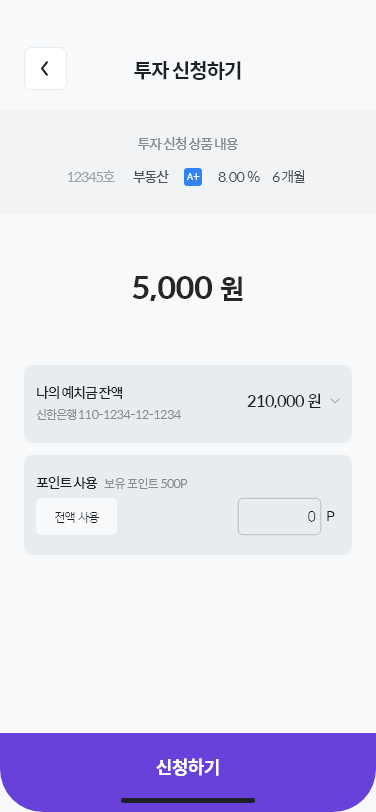 투자 신청하기
투자 신청 상품 내용
12345호 부동산 A+ 8.00 % 6개월
5,000 원
나의 예치금 잔액
신한은행 110-1234-12-1234
210,000 원
포인트 사용 보유 포인트 500P
전액 사용 0 P
신청하기